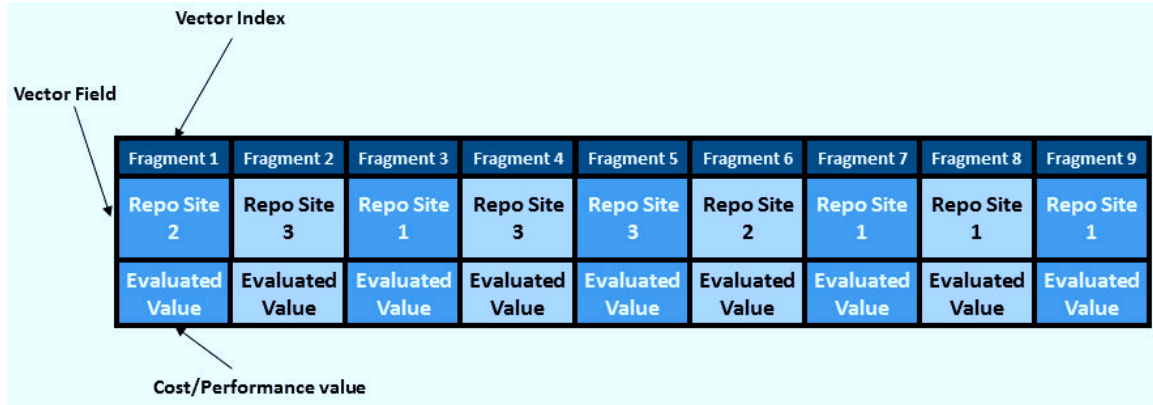 Vector Index
Vector Field
Fragment 1 Fragment 2 Fragment 3 Fragment 4 Fragment 5 Fragment 6 Fragment 7 Fragment 8 Fragment 9
Repo Site Repo Site Repo Site Repo Site Repo Site Repo Site Repo Site Repo Site Repo Site
2 3 1 3 3 2 1 1 1
Evaluated Evaluated Evaluated Evaluated Evaluated Evaluated Evaluated Evaluated Evaluated
Value Value Value Value Value Value Value Value Value
Cost/Performance value